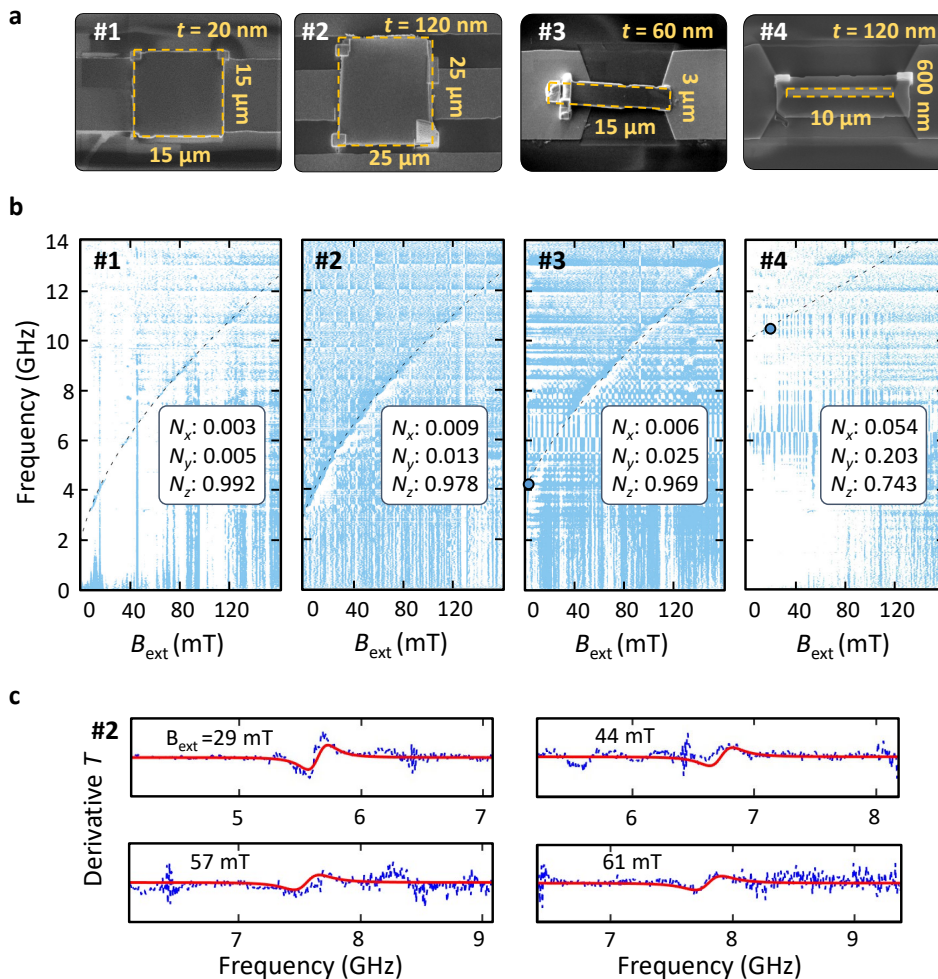 a
#1
t = 20 nm
15 μm
15 μm
#2
t = 120 nm
25 μm
25 μm
#3
t = 60 nm
3 μm
15 μm
#4
t = 120 nm
600 nm
10 μm
b
Frequency (GHz)
14
12
10
8
6
4
2
0
#1
Nx: 0.003
Ny: 0.005
Nz: 0.992
0 40 80 120
Bext (mT)
#2
Nx: 0.009
Ny: 0.013
Nz: 0.978
0 40 80 120
Bext (mT)
#3
Nx: 0.006
Ny: 0.025
Nz: 0.969
0 40 80 120
Bext (mT)
#4
Nx: 0.054
Ny: 0.203
Nz: 0.743
0 40 80 120
Bext (mT)
c
#2
Derivative T
Bext =29 mT
5 6 7
44 mT
6 7 8
57 mT
7 8 9
Frequency (GHz)
61 mT
7 8 9
Frequency (GHz)